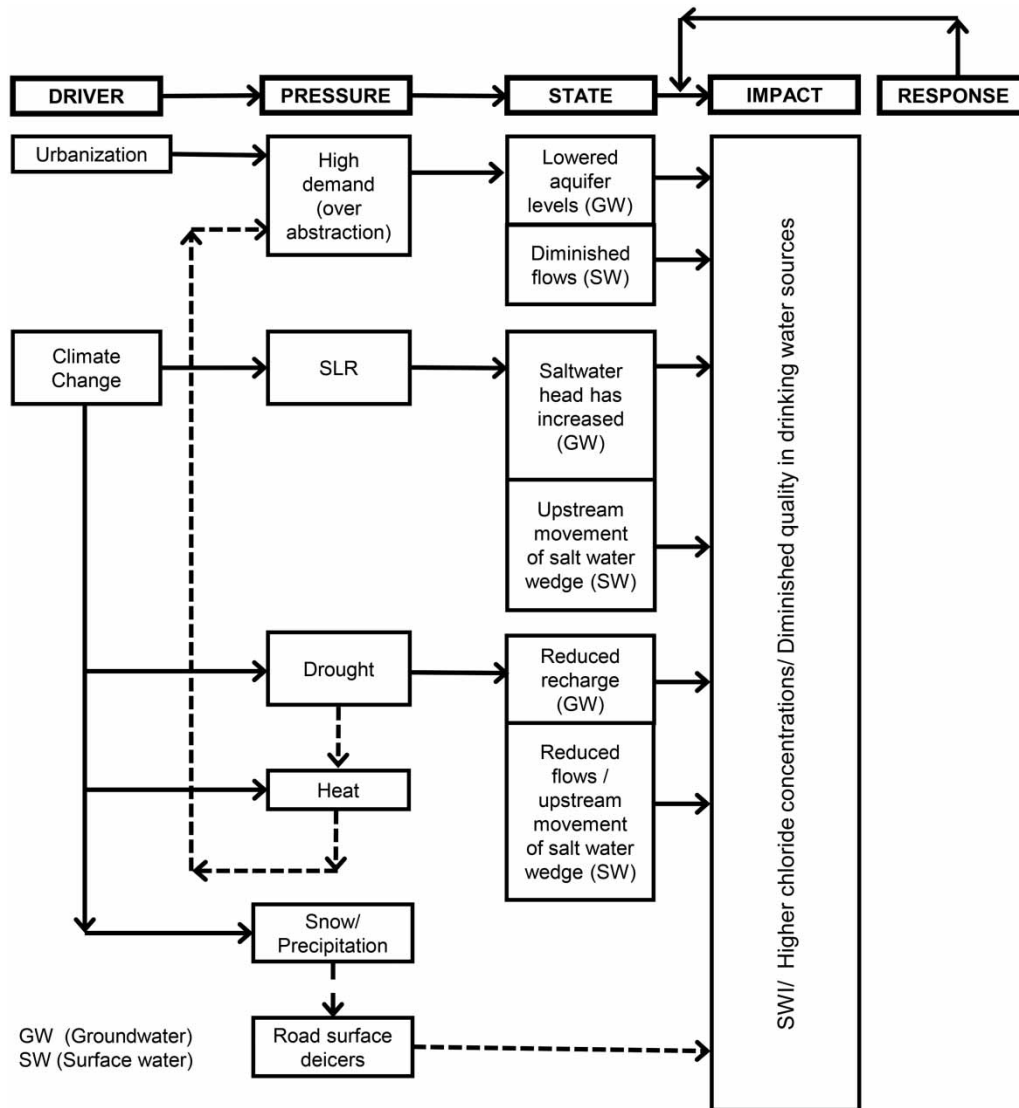 DRIVER
PRESSURE
STATE
IMPACT
RESPONSE
Urbanization
High
demand
(over
abstraction)
Lowered
aquifer
levels (GW)
Diminished
flows (SW)
Climate
Change
SLR
Saltwater
head has
increased
(GW)
Upstream
movement
of salt water
wedge (SW)
Drought
Reduced
recharge
(GW)
Heat
Reduced
flows /
upstream
movement
of salt water
wedge (SW)
Snow/
Precipitation
Road surface
deicers
SWI/ Higher chloride concentrations/ Diminished quality in drinking water sources
GW (Groundwater)
SW (Surface water)